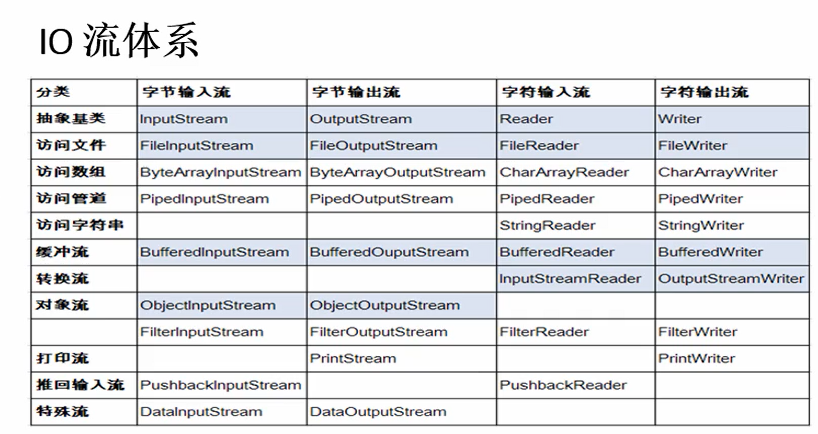 IO 流体系
分类 字节输入流 字节输出流 字符输入流 字符输出流
抽象基类 InputStream OutputStream Reader Writer
访问文件 FileInputStream FileOutputStream FileReader FileWriter
访问数组 ByteArrayInputStream ByteArrayOutputStream CharArrayReader CharArrayWriter
访问管道 PipedInputStream PipedOutputStream PipedReader PipedWriter
访问字符串 StringReader StringWriter
缓冲流 BufferedInputStream BufferedOuputStream BufferedReader BufferedWriter
转换流 InputStreamReader OutputStreamWriter
对象流 ObjectInputStream ObjectOutputStream
FilterInputStream FilterOutputStream FilterReader FilterWriter
打印流 PrintStream PrintWriter
推回输入流 PushbackInputStream PushbackReader
特殊流 DataInputStream DataOutputStream